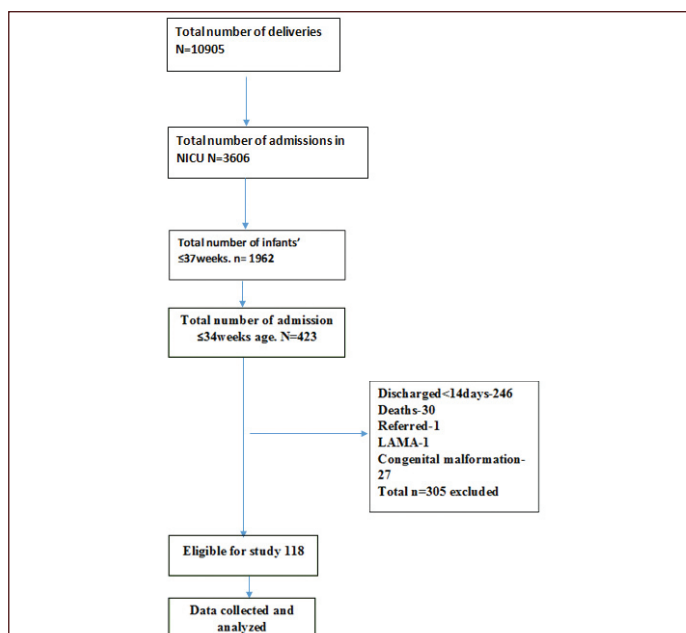 Total number of deliveries
N=10905
Total number of admissions in
NICU N=3606
Total number of infants’
≤37weeks. n= 1962
Total number of admission
≤34weeks age. N=423
Discharged<14days-246
Deaths-30
Referred-1
LAMA-1
Congenital malformation-
27
Total n=305 excluded
Eligible for study 118
Data collected and
analyzed